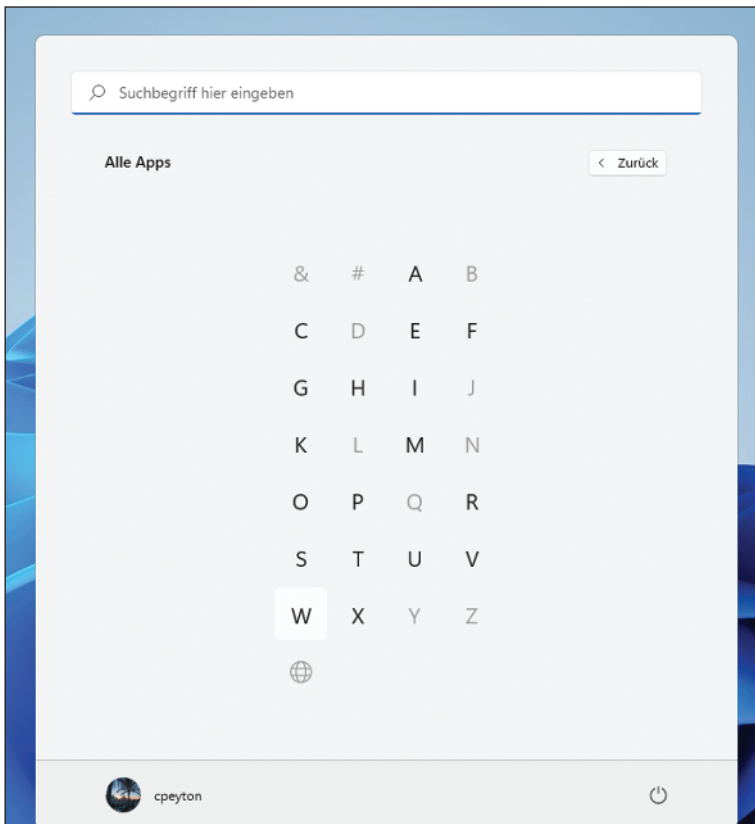 Suchbegriff hier eingeben
Alle Apps
< Zurück
& # A B
C D E F
G H I J
K L M N
O P Q R
S T U V
W X Y Z
cpeyton